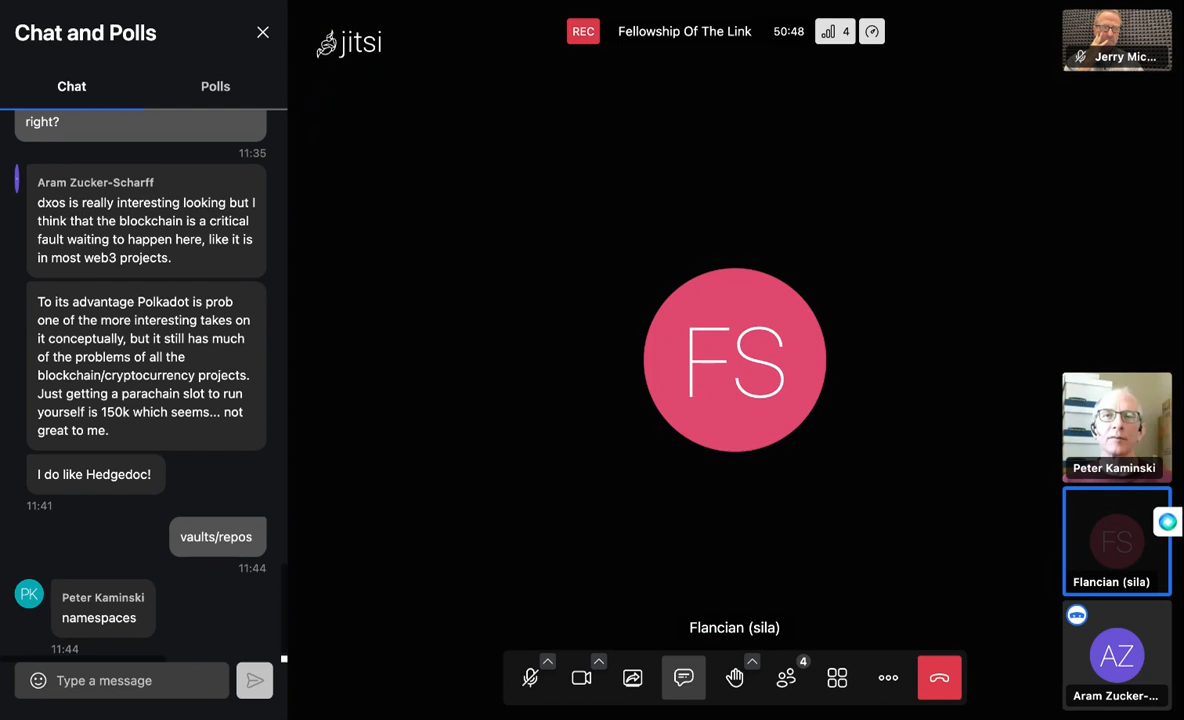 Chat and Polls
Chat
Polls
right?
11:35
Aram Zucker-Scharff
dxos is really interesting looking but I
think that the blockchain is a critical
fault waiting to happen here, like it is
in most web3 projects.
To its advantage Polkadot is prob
one of the more interesting takes on
it conceptually, but it still has much
of the problems of all the
blockchain/cryptocurrency projects.
Just getting a parachain slot to run
yourself is 150k which seems... not
great to me.
I do like Hedgedoc!
11:41
vaults/repos
11:44
PK
Peter Kaminski
namespaces
11:44
Type a message
jitsi
REC
Fellowship Of The Link
50:48
4
FS
Flancian (sila)
4
Jerry Mic...
Peter Kaminski
FS
Flancian (sila)
AZ
Aram Zucker-...